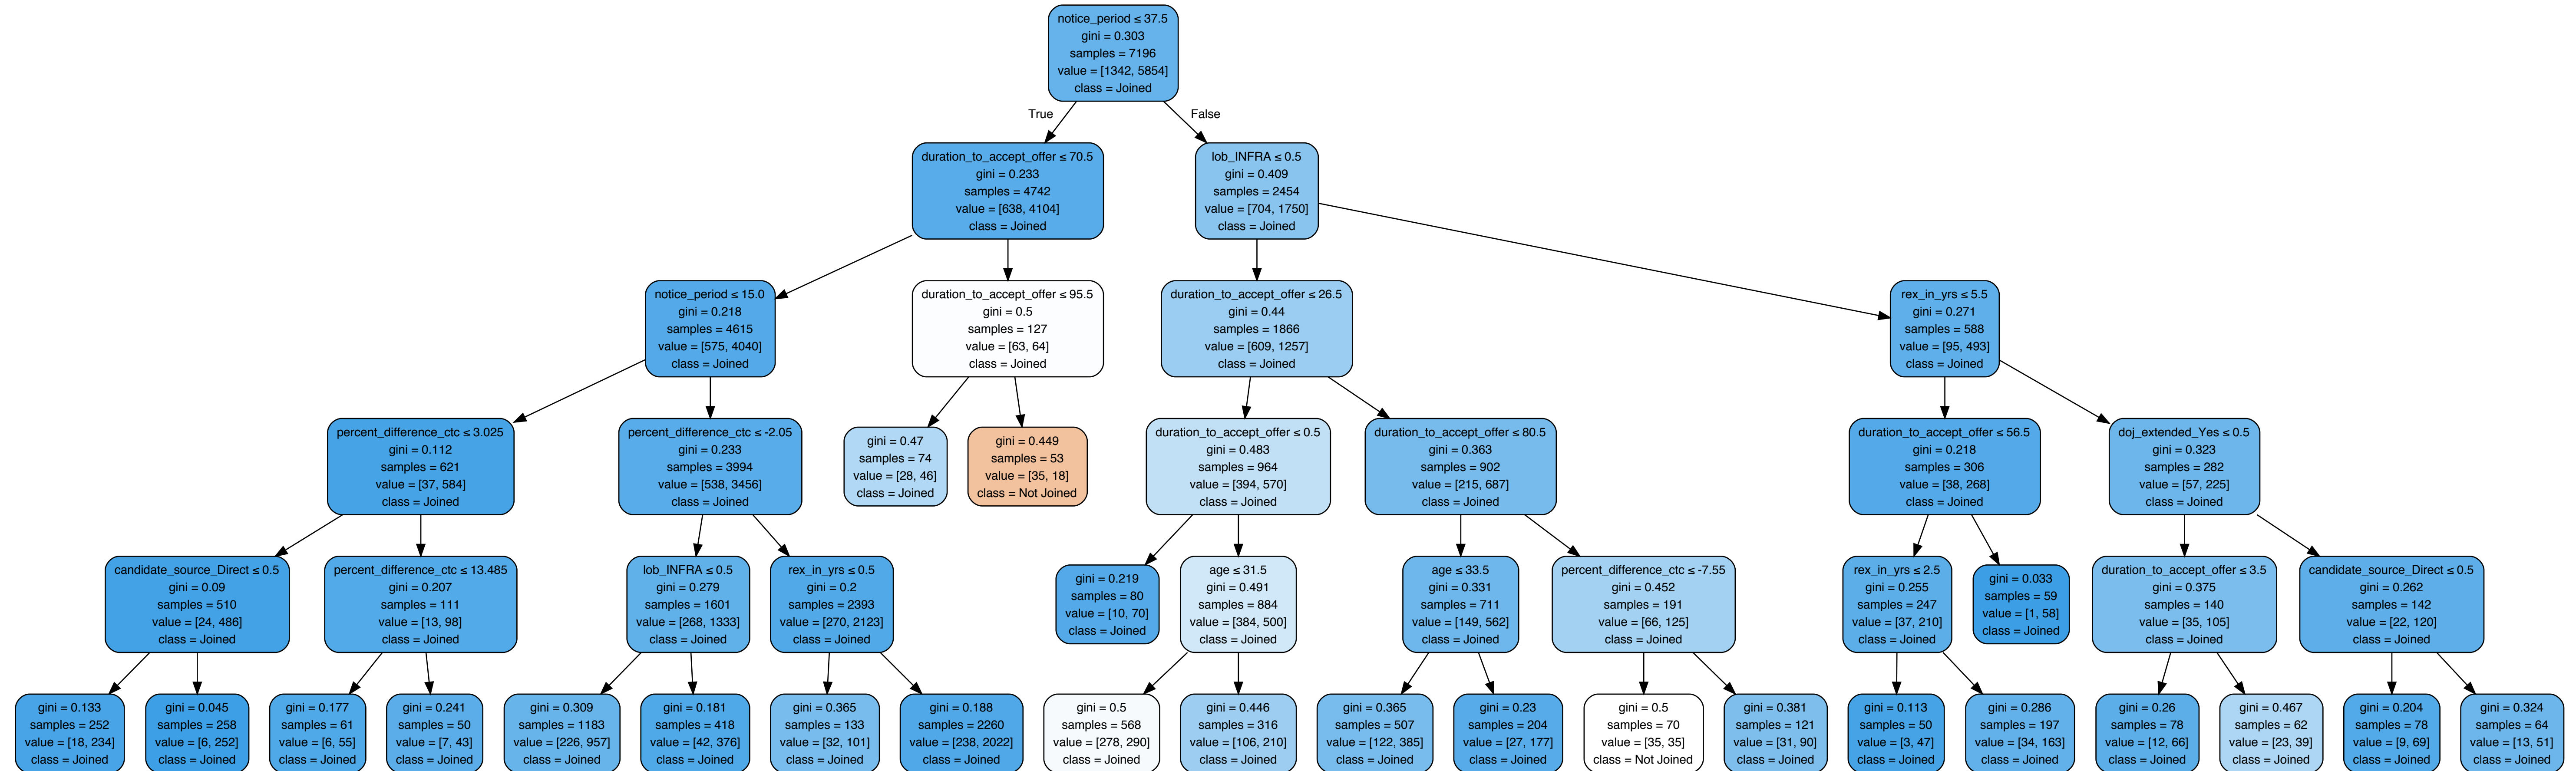 notice_period ≤ 37.5
gini = 0.303
samples = 7196
value = [1342, 5854]
class = Joined
True
False
duration_to_accept_offer ≤ 70.5
gini = 0.233
samples = 4742
value = [638, 4104]
class = Joined
lob_INFRA ≤ 0.5
gini = 0.409
samples = 2454
value = [704, 1750]
class = Joined
notice_period ≤ 15.0
gini = 0.218
samples = 4615
value = [575, 4040]
class = Joined
duration_to_accept_offer ≤ 95.5
gini = 0.5
samples = 127
value = [63, 64]
class = Joined
duration_to_accept_offer ≤ 26.5
gini = 0.44
samples = 1866
value = [609, 1257]
class = Joined
rex_in_yrs ≤ 5.5
gini = 0.271
samples = 588
value = [95, 493]
class = Joined
percent_difference_ctc ≤ 3.025
gini = 0.112
samples = 621
value = [37, 584]
class = Joined
percent_difference_ctc ≤ -2.05
gini = 0.233
samples = 3994
value = [538, 3456]
class = Joined
gini = 0.47
samples = 74
value = [28, 46]
class = Joined
gini = 0.449
samples = 53
value = [35, 18]
class = Not Joined
duration_to_accept_offer ≤ 0.5
gini = 0.483
samples = 964
value = [394, 570]
class = Joined
duration_to_accept_offer ≤ 80.5
gini = 0.363
samples = 902
value = [215, 687]
class = Joined
duration_to_accept_offer ≤ 56.5
gini = 0.218
samples = 306
value = [38, 268]
class = Joined
doj_extended_Yes ≤ 0.5
gini = 0.323
samples = 282
value = [57, 225]
class = Joined
candidate_source_Direct ≤ 0.5
gini = 0.09
samples = 510
value = [24, 486]
class = Joined
percent_difference_ctc ≤ 13.485
gini = 0.207
samples = 111
value = [13, 98]
class = Joined
lob_INFRA ≤ 0.5
gini = 0.279
samples = 1601
value = [268, 1333]
class = Joined
rex_in_yrs ≤ 0.5
gini = 0.2
samples = 2393
value = [270, 2123]
class = Joined
gini = 0.219
samples = 80
value = [10, 70]
class = Joined
age ≤ 31.5
gini = 0.491
samples = 884
value = [384, 500]
class = Joined
age ≤ 33.5
gini = 0.331
samples = 711
value = [149, 562]
class = Joined
percent_difference_ctc ≤ -7.55
gini = 0.452
samples = 191
value = [66, 125]
class = Joined
rex_in_yrs ≤ 2.5
gini = 0.255
samples = 247
value = [37, 210]
class = Joined
gini = 0.033
samples = 59
value = [1, 58]
class = Joined
duration_to_accept_offer ≤ 3.5
gini = 0.375
samples = 140
value = [35, 105]
class = Joined
candidate_source_Direct ≤ 0.5
gini = 0.262
samples = 142
value = [22, 120]
class = Joined
gini = 0.133
samples = 252
value = [18, 234]
class = Joined
gini = 0.045
samples = 258
value = [6, 252]
class = Joined
gini = 0.177
samples = 61
value = [6, 55]
class = Joined
gini = 0.241
samples = 50
value = [7, 43]
class = Joined
gini = 0.309
samples = 1183
value = [226, 957]
class = Joined
gini = 0.181
samples = 418
value = [42, 376]
class = Joined
gini = 0.365
samples = 133
value = [32, 101]
class = Joined
gini = 0.188
samples = 2260
value = [238, 2022]
class = Joined
gini = 0.5
samples = 568
value = [278, 290]
class = Joined
gini = 0.446
samples = 316
value = [106, 210]
class = Joined
gini = 0.365
samples = 507
value = [122, 385]
class = Joined
gini = 0.23
samples = 204
value = [27, 177]
class = Joined
gini = 0.5
samples = 70
value = [35, 35]
class = Not Joined
gini = 0.381
samples = 121
value = [31, 90]
class = Joined
gini = 0.113
samples = 50
value = [3, 47]
class = Joined
gini = 0.286
samples = 197
value = [34, 163]
class = Joined
gini = 0.26
samples = 78
value = [12, 66]
class = Joined
gini = 0.467
samples = 62
value = [23, 39]
class = Joined
gini = 0.204
samples = 78
value = [9, 69]
class = Joined
gini = 0.324
samples = 64
value = [13, 51]
class = Joined